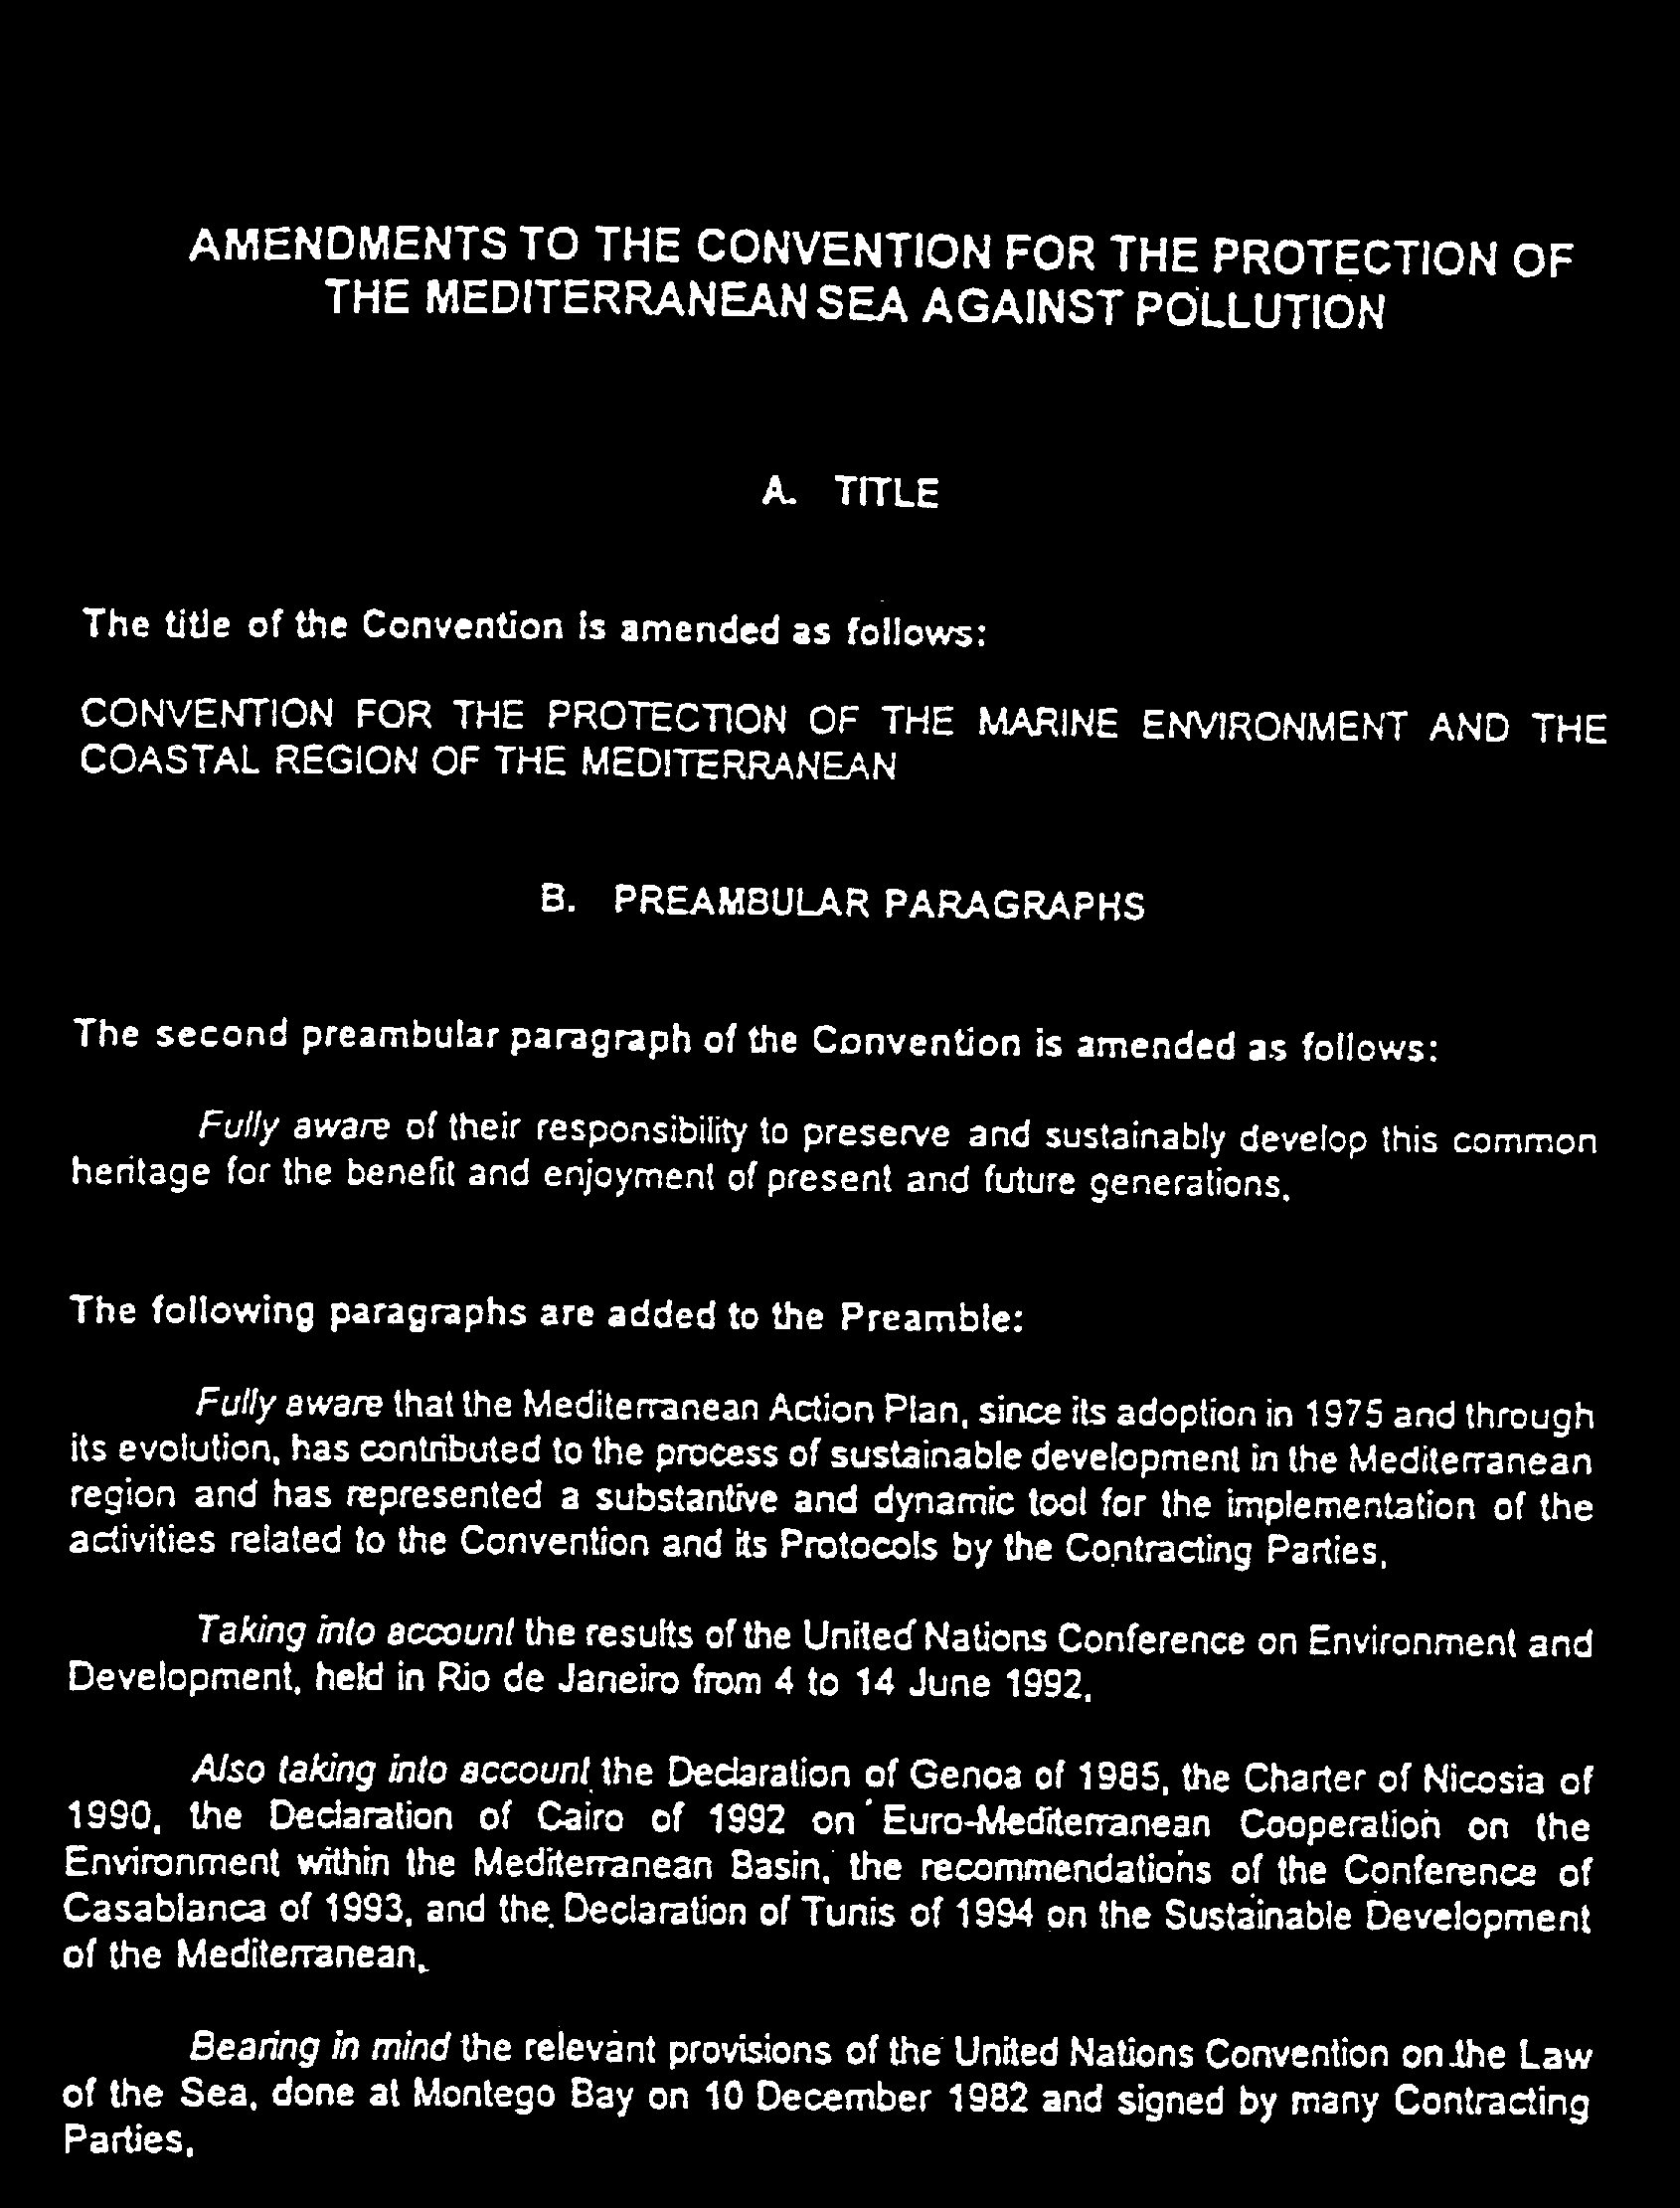 AMENDMENTS TO THE CONVENTION FOR THE PROTECTION OF
THE MEDITERRANEAN SEA AGAINST POLLUTION
A. TITLE
The title of the Convention is amended as follows:
CONVENTION FOR THE PROTECTION OF THE MARINE ENVIRONMENT AND THE
COASTAL REGION OF THE MEDITERRANEAN
B. PREAMBULAR PARAGRAPHS
The second preambular paragraph of the Convention is amended as follows:
Fully aware of their responsibility to preserve and sustainably develop this common
heritage for the benefit and enjoyment of present and future generations,
The following paragraphs are added to the Preamble:
Fully aware that the Mediterranean Action Plan, since its adoption in 1975 and through
its evolution, has contributed to the process of sustainable development in the Mediterranean
region and has represented a substantive and dynamic tool for the implementation of the
activities related to the Convention and its Protocols by the Contracting Parties,
Taking into account the results of the United Nations Conference on Environment and
Development, held in Rio de Janeiro from 4 to 14 June 1992,
Also taking into account the Declaration of Genoa of 1985, the Charter of Nicosia of
1990, the Declaration of Cairo of 1992 on Euro-Mediterranean Cooperation on the
Environment within the Mediterranean Basin, the recommendations of the Conference of
Casablanca of 1993, and the Declaration of Tunis of 1994 on the Sustainable Development
of the Mediterranean,
Bearing in mind the relevant provisions of the United Nations Convention on the Law
of the Sea, done at Montego Bay on 10 December 1982 and signed by many Contracting
Parties,